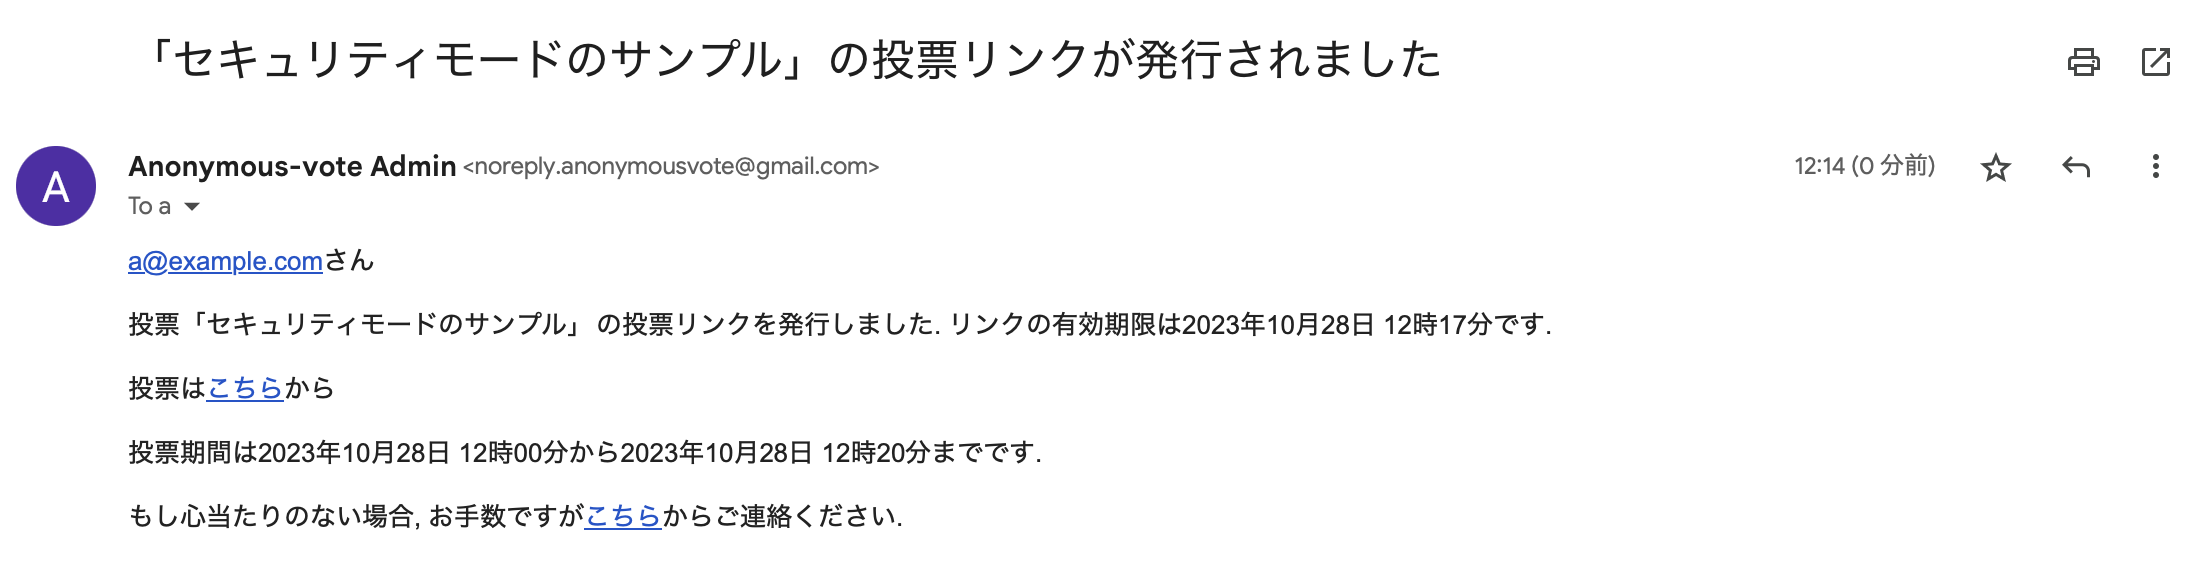 「セキュリティモードのサンプル」の投票リンクが発行されました
A
Anonymous-vote Admin <noreply.anonymousvote@gmail.com>
12:14 (0 分前)
To a
a@example.comさん
投票「セキュリティモードのサンプル」 の投票リンクを発行しました. リンクの有効期限は2023年10月28日 12時17分です.
投票はこちらから
投票期間は2023年10月28日 12時00分から2023年10月28日 12時20分までです.
もし心当たりのない場合, お手数ですがこちらからご連絡ください.